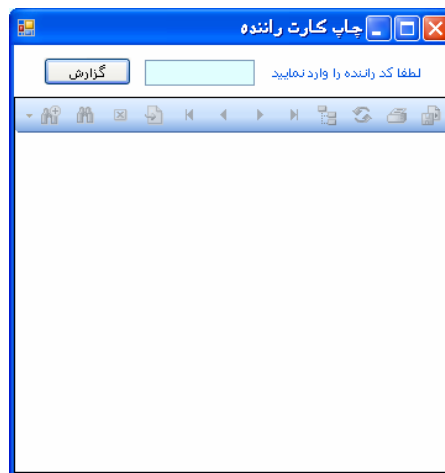 چاپ کارت راننده
لطفا کد راننده را وارد نمایید
گزارش